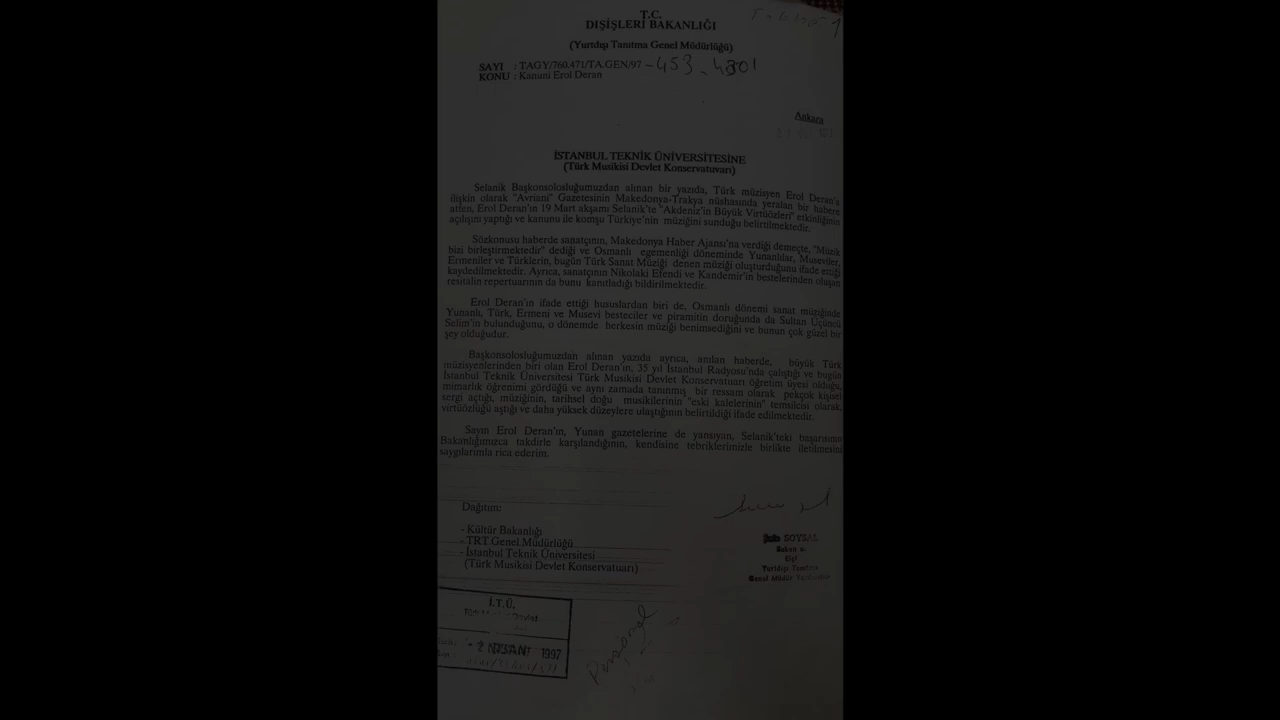 T.C.
DIŞİŞLERİ BAKANLIĞI
(Yurtdışı Tanıtma Genel Müdürlüğü)
SAYI : TAGY/760.471/TA.GEN/97 -453-4301
KONU : Kanuni Erol Deran
Ankara
İSTANBUL TEKNİK ÜNİVERSİTESİNE
(Türk Musikisi Devlet Konservatuvarı)
Selanik Başkonsolosluğumuzdan alınan bir yazıda, Türk müzisyen Erol Deran'a
ilişkin olarak "Avriani" Gazetesinin Makedonya-Trakya nüshasında yeralan bir habere
atfen, Erol Deran'ın 19 Mart akşamı Selanik'te "Akdeniz'in Büyük Virtüözleri" etkinliğinin
açılışını yaptığı ve kanunu ile komşu Türkiye'nin müziğini sunduğu belirtilmektedir.
Sözkonusu haberde sanatçının, Makedonya Haber Ajansı'na verdiği demeçte, "Müzik
bizi birleştirmektedir" dediği ve Osmanlı egemenliği döneminde Yunanlılar, Museviler,
Ermeniler ve Türklerin, bugün Türk Sanat Müziği denen müziği oluşturduğunu ifade ettiği
kaydedilmektedir. Ayrıca, sanatçının Nikolaki Efendi ve Kandemir'in bestelerinden oluşan
resitalin repertuarının da bunu kanıtladığı bildirilmektedir.
Erol Deran'ın ifade ettiği hususlardan biri de, Osmanlı dönemi sanat müziğinde
Yunanlı, Türk, Ermeni ve Musevi besteciler ve piramitin doruğunda da Sultan Üçüncü
Selim'in bulunduğunu, o dönemde herkesin müziği benimsediğini ve bunun çok güzel bir
şey olduğudur.
Başkonsolosluğumuzdan alınan yazıda ayrıca, anılan haberde, büyük Türk
müzisyenlerinden biri olan Erol Deran'ın, 35 yıl İstanbul Radyosu'nda çalıştığı ve bugün
İstanbul Teknik Üniversitesi Türk Musikisi Devlet Konservatuarı öğretim üyesi olduğu,
mimarlık öğrenimi gördüğü ve aynı zamada tanınmış bir ressam olarak pekçok kişisel
sergi açtığı, müziğinin, tarihsel doğu musikilerinin "eski kalelerinin" temsilcisi olarak,
virtüözlüğü aştığı ve daha yüksek düzeylere ulaştığının belirtildiği ifade edilmektedir.
Sayın Erol Deran'ın, Yunan gazetelerine de yansıyan, Selanik'teki başarısının
Bakanlığımızca takdirle karşılandığının, kendisine tebriklerimizle birlikte iletilmesini
saygılarımla rica ederim.
Dağıtım:
- Kültür Bakanlığı
- TRT Genel Müdürlüğü
- İstanbul Teknik Üniversitesi
(Türk Musikisi Devlet Konservatuarı)
SOYSAL
Bakan a.
Elçi
Yurtdışı Tanıtma
Genel Müdür
İ.T.Ü.
Devlet
- 2 NİSAN 1997
Personel